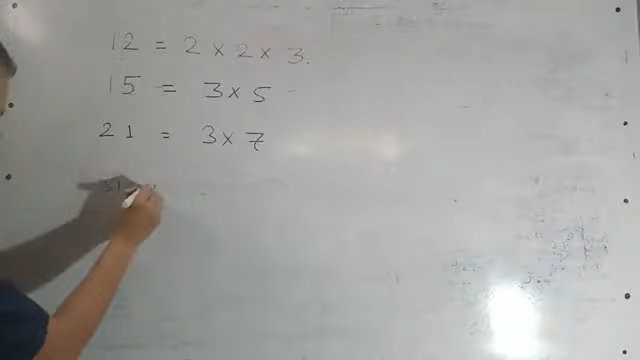 12 = 2 x 2 x 3.
15 = 3 x 5
21 = 3 x 7